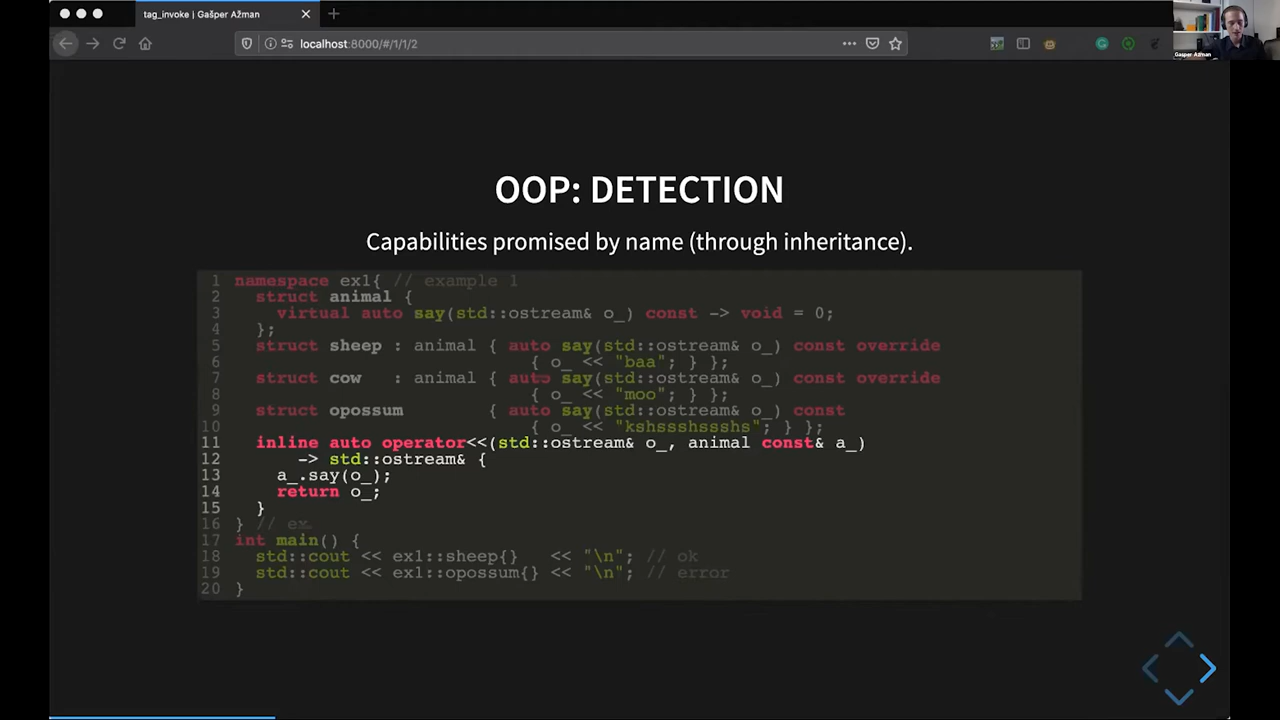 tag_invoke | Gašper Ažman
localhost:8000/#/1/1/2
Gašper Ažman
OOP: DETECTION
Capabilities promised by name (through inheritance).
1 namespace ex1{ // example 1
2 struct animal {
3 virtual auto say(std::ostream& o_) const -> void = 0;
4 };
5 struct sheep : animal { auto say(std::ostream& o_) const override
6 { o_ << "baa"; } };
7 struct cow : animal { auto say(std::ostream& o_) const override
8 { o_ << "moo"; } };
9 struct opossum { auto say(std::ostream& o_) const
10 { o_ << "kshssshssshs"; } };
11 inline auto operator<<(std::ostream& o_, animal const& a_)
12 -> std::ostream& {
13 a_.say(o_);
14 return o_;
15 }
16 } // ex
17 int main() {
18 std::cout << ex1::sheep{} << "\n"; // ok
19 std::cout << ex1::opossum{} << "\n"; // error
20 }